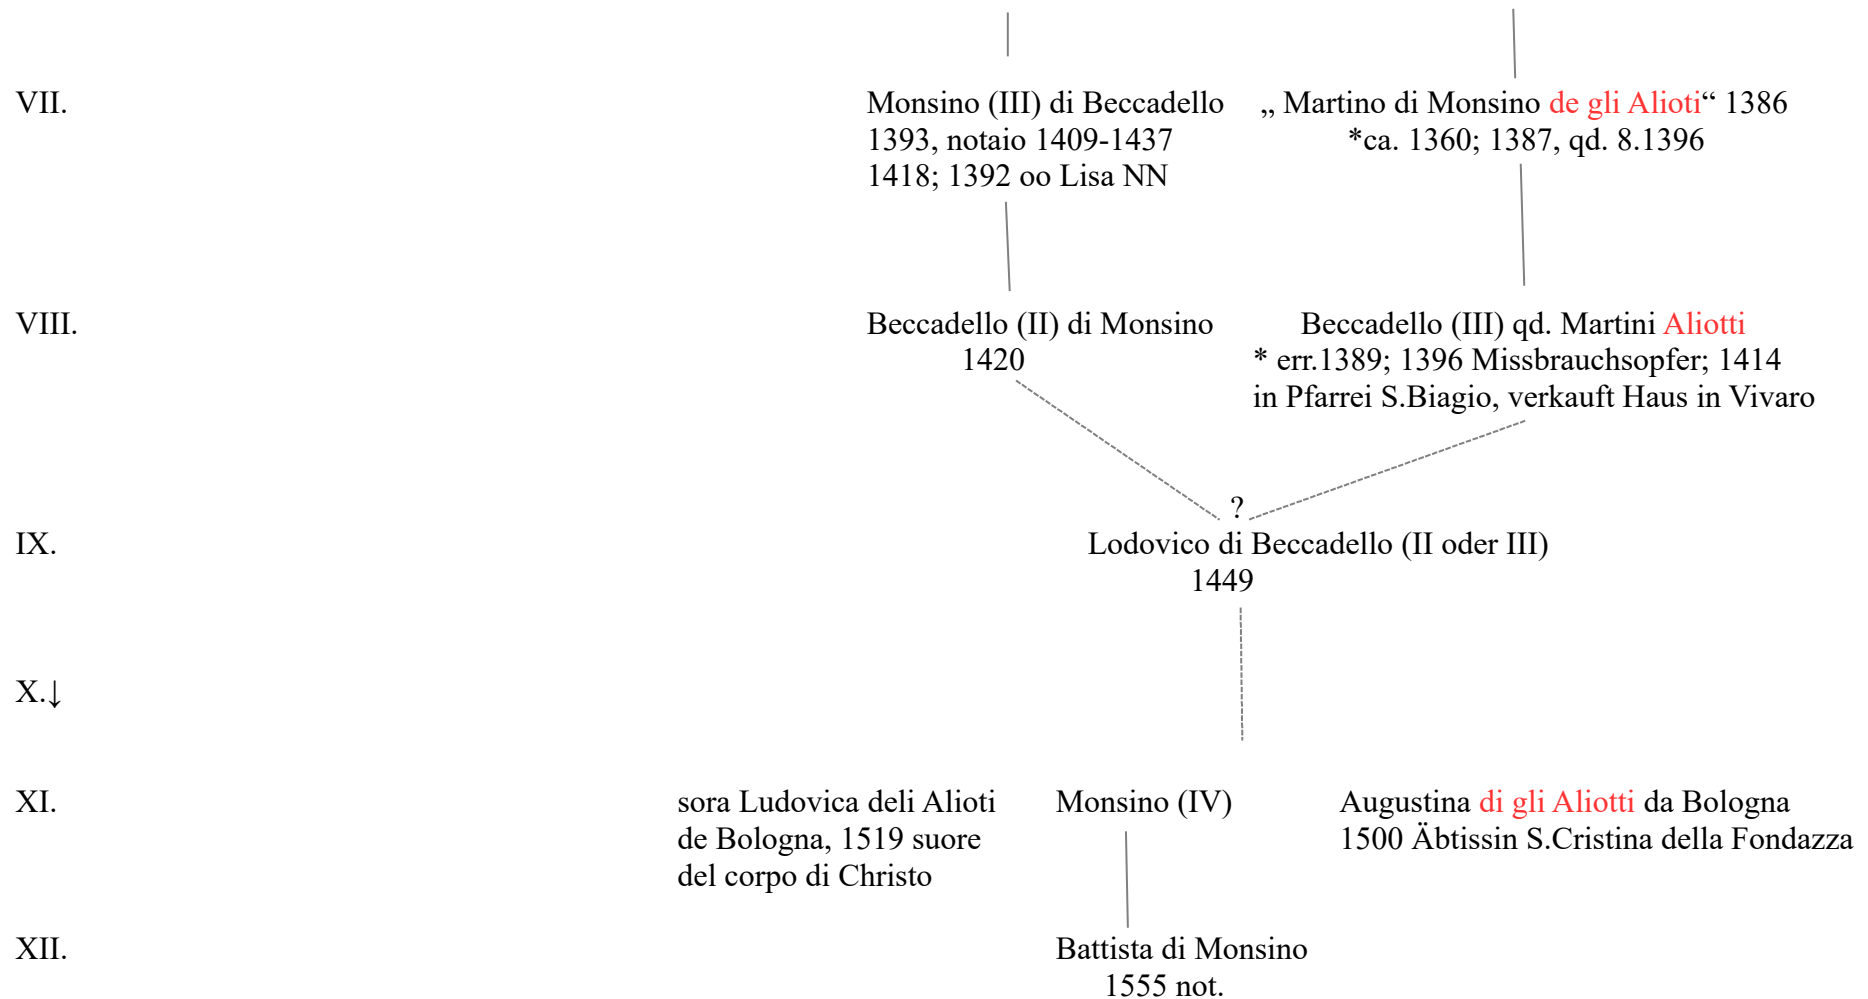 VII.
Monsino (III) di Beccadello
1393, notaio 1409-1437
1418; 1392 oo Lisa NN
„ Martino di Monsino de gli Alioti“ 1386
*ca. 1360; 1387, qd. 8.1396
VIII.
Beccadello (II) di Monsino
1420
Beccadello (III) qd. Martini Aliotti
* err.1389; 1396 Missbrauchsopfer; 1414
in Pfarrei S.Biagio, verkauft Haus in Vivaro
?
IX.
Lodovico di Beccadello (II oder III)
1449
X.↓
XI.
sora Ludovica deli Alioti
de Bologna, 1519 suore
del corpo di Christo
Monsino (IV)
Augustina di gli Aliotti da Bologna
1500 Äbtissin S.Cristina della Fondazza
XII.
Battista di Monsino
1555 not.